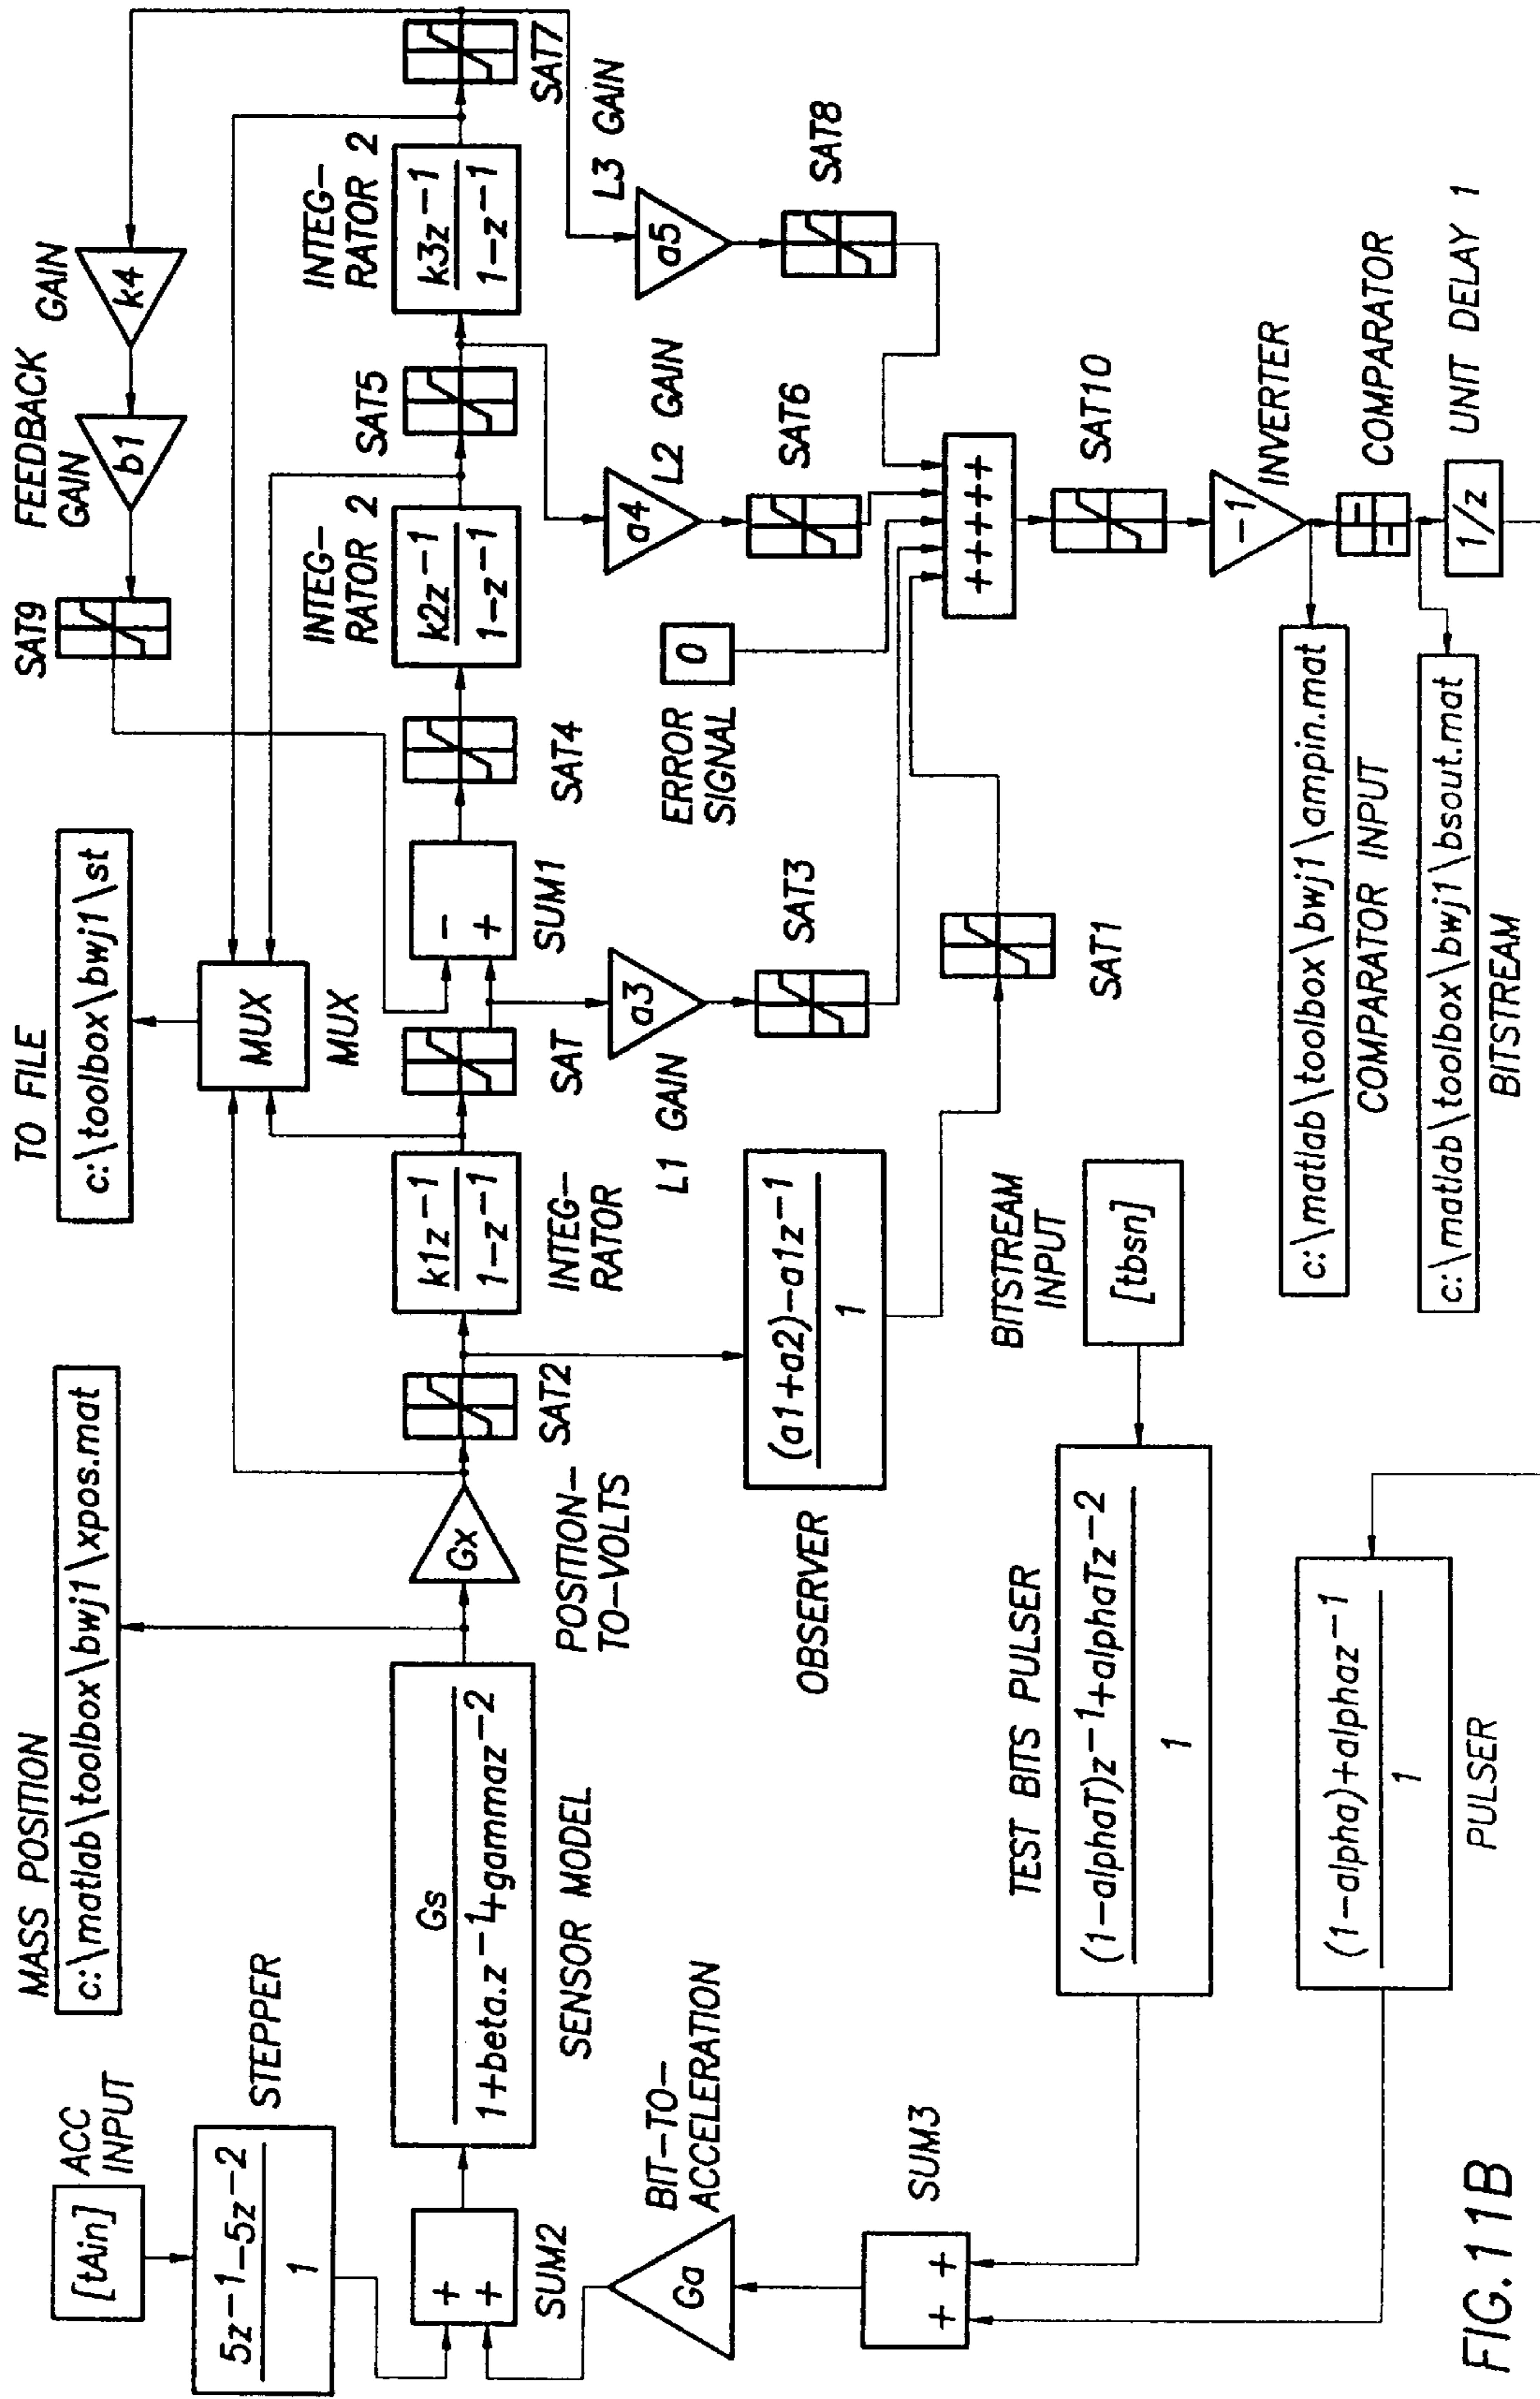 TO FILE
c:\toolbox\bwj1\st
MASS POSITION
c:\matlab\toolbox\bwj1\xpos.mat
SAT9
FEEDBACK
GAIN
b1
GAIN
k4
[tAin]
ACC
INPUT
STEPPER
5z-1-5z-2
1
MUX
MUX
+
+
SUM2
Gs
1+beta.z-4+gammaz-2
SENSOR MODEL
Gx
POSITION-
TO-VOLTS
SAT2
k1z-1
1-z-1
INTEG-
RATOR
SAT
-
+
SUM1
SAT4
INTEG-
RATOR 2
k2z-1
1-z-1
SAT5
INTEG-
RATOR 2
k3z-1
1-z-1
SAT7
BIT-TO-
ACCELERATION
Ga
OBSERVER
(a1+a2)-a1z-1
1
L1 GAIN
a3
SAT3
ERROR
SIGNAL
0
a4
L2 GAIN
SAT6
a5
L3 GAIN
SAT8
SUM3
+ +
SAT1
+++++
SAT10
TEST BITS PULSER
(1-alphaT)z-1+alphaTz-2
1
BITSTREAM
INPUT
[tbsn]
-1
INVERTER
c:\matlab\toolbox\bwj1\ampin.mat
COMPARATOR INPUT
COMPARATOR
(1-alpha)+alphaz-1
1
PULSER
c:\matlab\toolbox\bwj1\bsout.mat
BITSTREAM
1/z
UNIT DELAY 1
FIG.11B